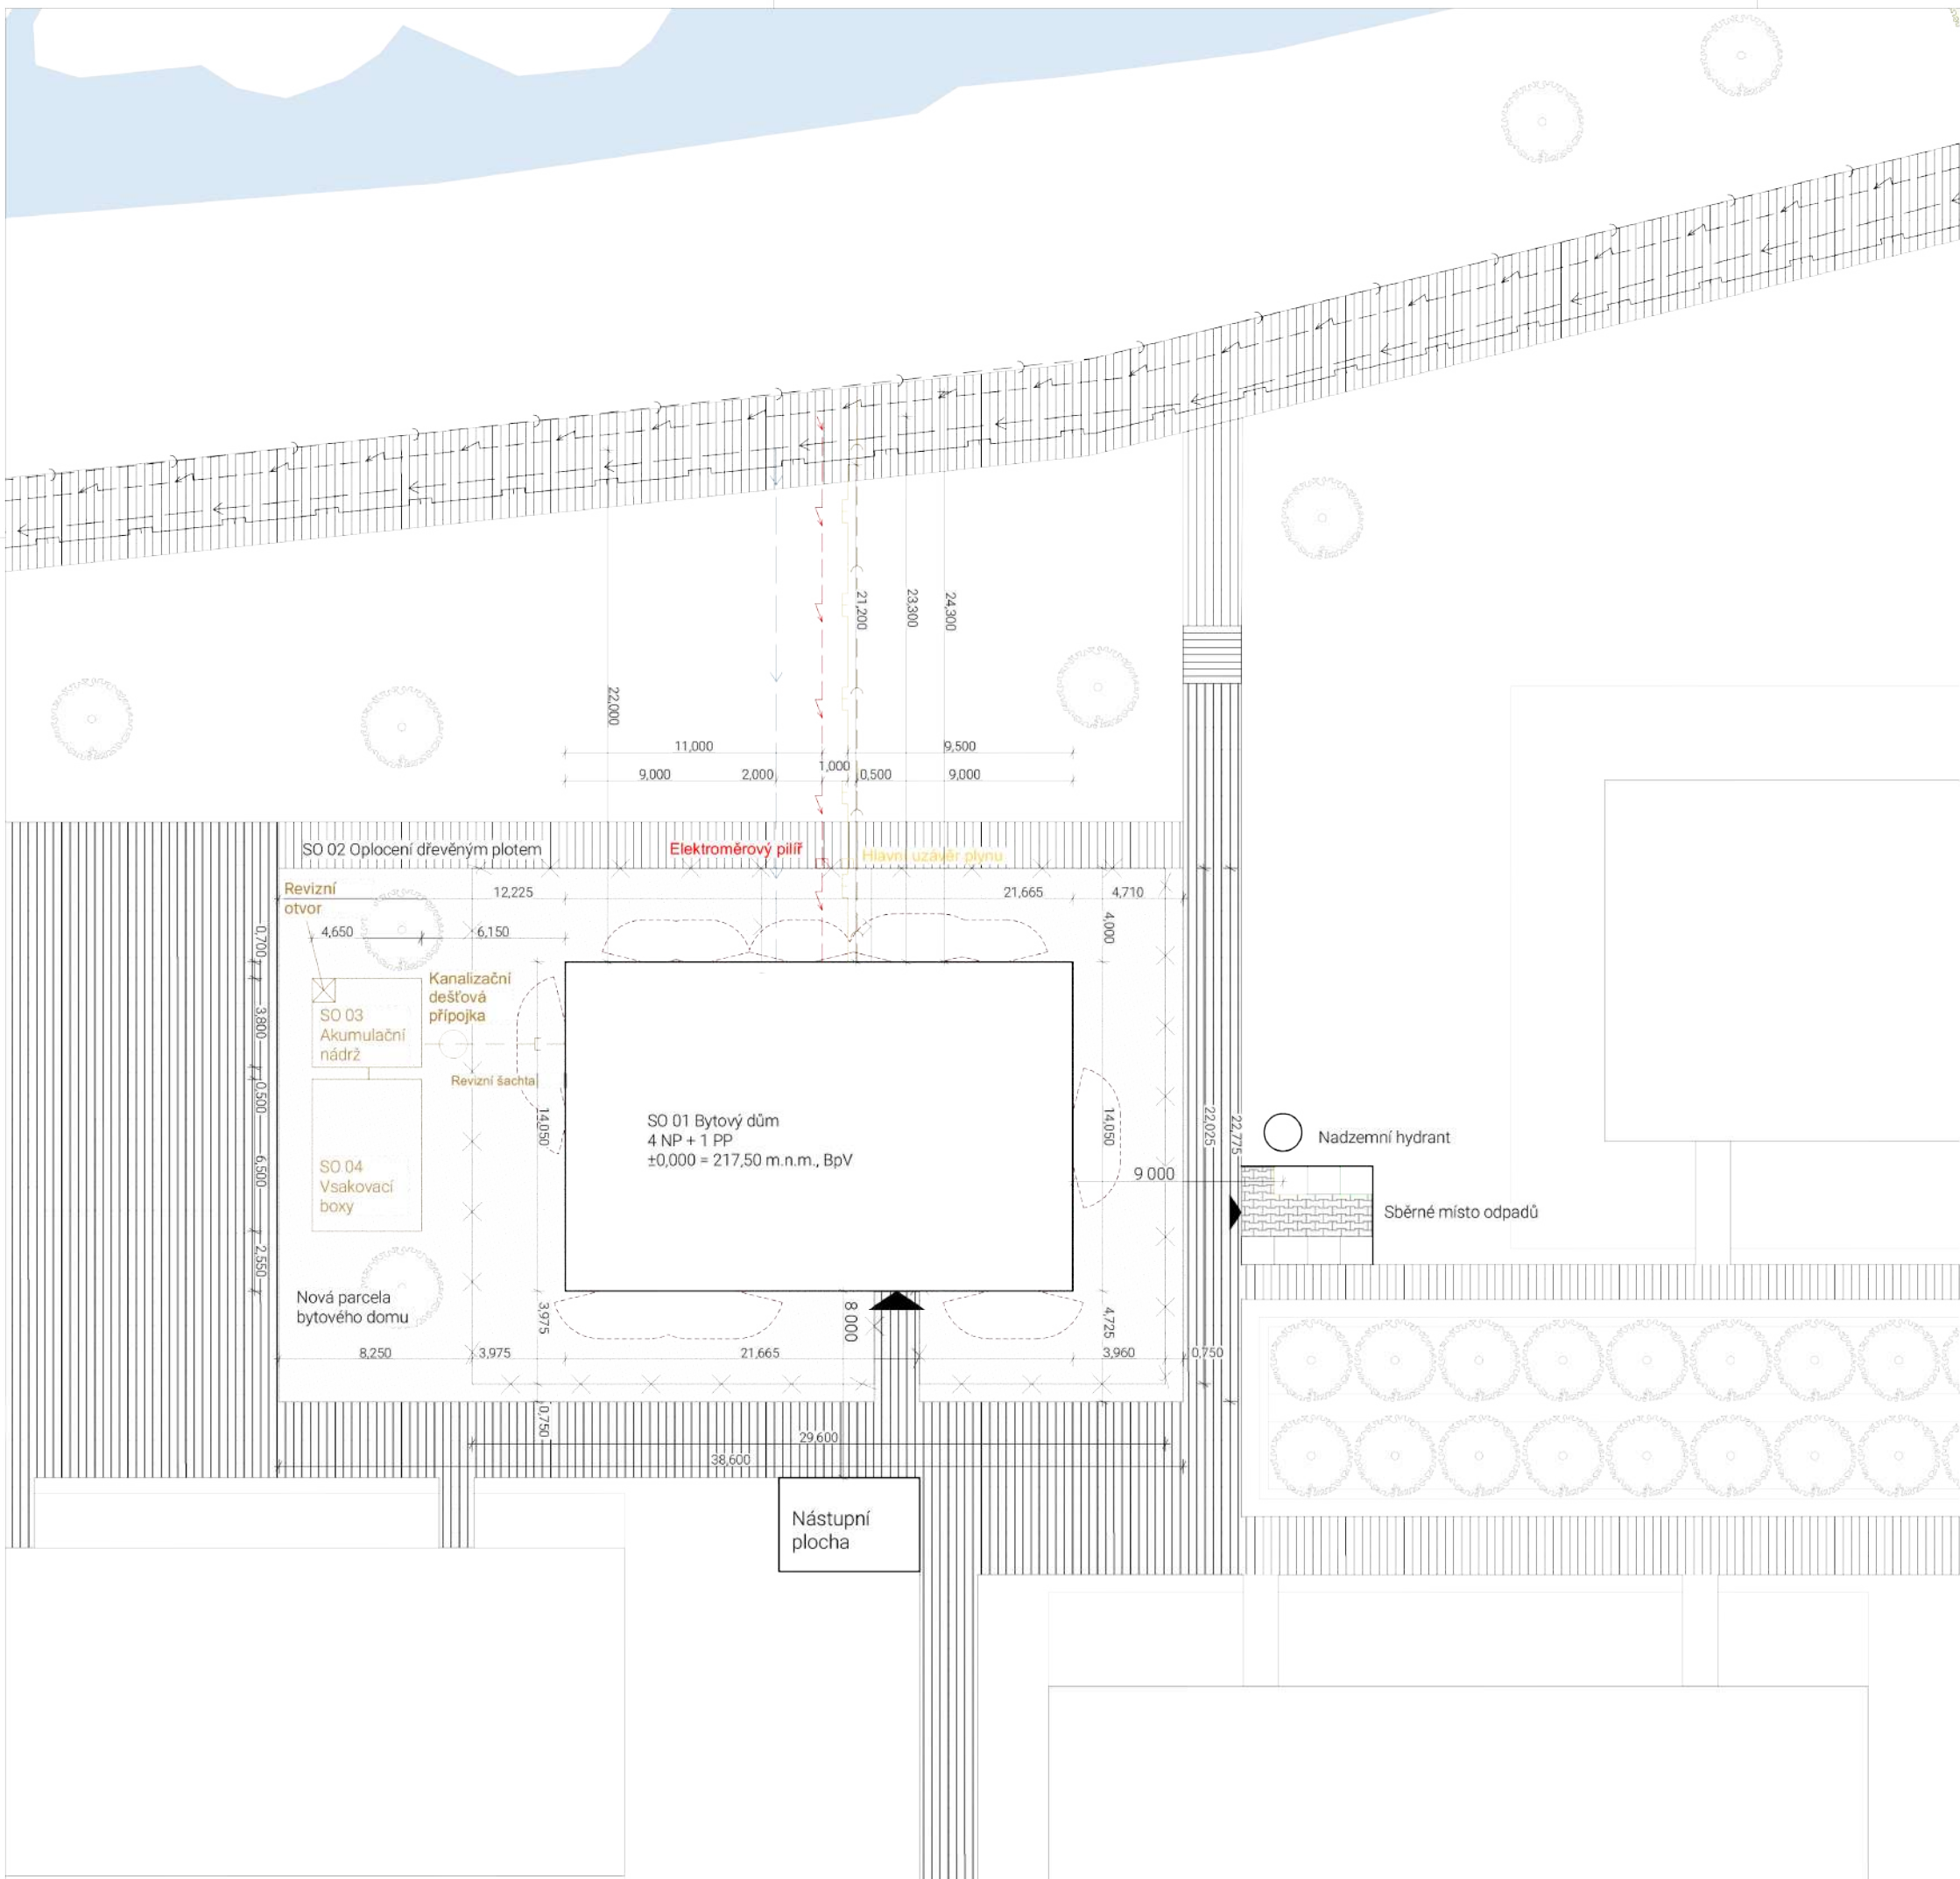 21,200
23,300
24,300
22,000
11,000
9,500
9,000
2,000
1,000
0,500
9,000
SO 02 Oplocení dřevěným plotem
Elektroměrový pilíř
Hlavní uzávěr plynu
Revizní
otvor
12,225
21,665
4,710
4,650
6,150
4,000
0,700
Kanalizační
dešťová
přípojka
SO 03
Akumulační
nádrž
3,800
Revizní šachta
0,500
14,050
SO 01 Bytový dům
4 NP + 1 PP
±0,000 = 217,50 m.n.m., BpV
14,050
22,025
22,775
Nadzemní hydrant
9 000
SO 04
Vsakovací
boxy
6,500
Sběrné místo odpadů
2,550
Nová parcela
bytového domu
3,975
8 000
4,725
8,250
3,975
21,665
3,960
0,750
0,750
29 600
38,600
Nástupní
plocha